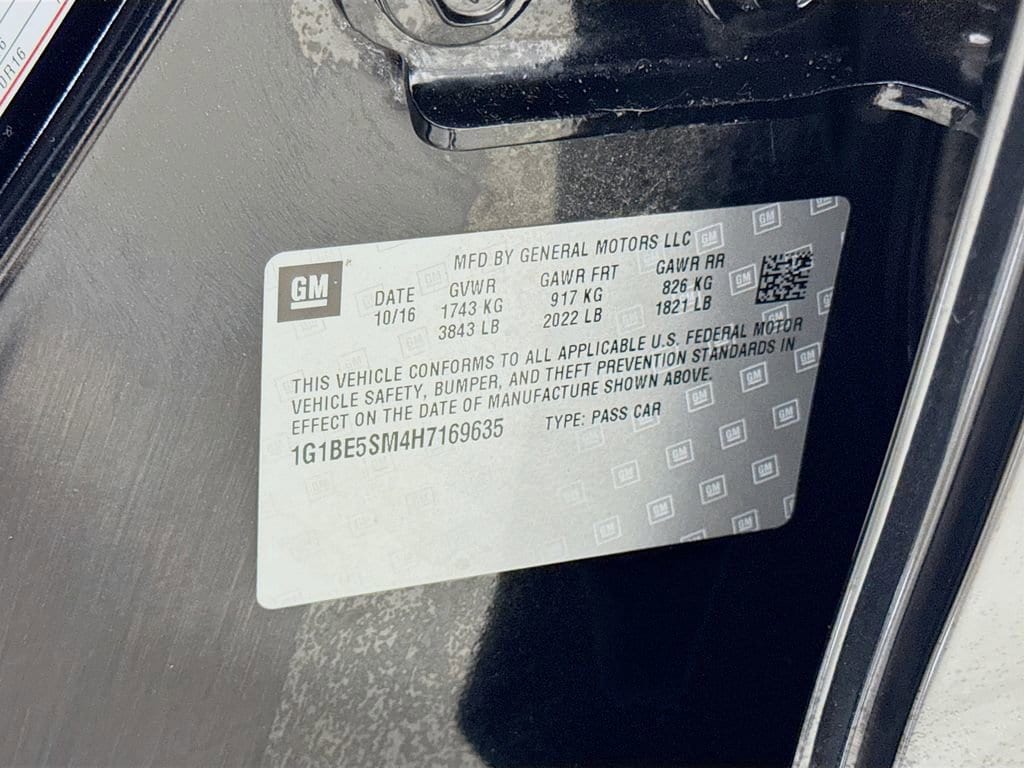 DR16
GM
MFD BY GENERAL MOTORS LLC
DATE GVWR GAWR FRT GAWR RR
10/16 1743 KG 917 KG 826 KG
3843 LB 2022 LB 1821 LB
THIS VEHICLE CONFORMS TO ALL APPLICABLE U.S. FEDERAL MOTOR
VEHICLE SAFETY, BUMPER, AND THEFT PREVENTION STANDARDS IN
EFFECT ON THE DATE OF MANUFACTURE SHOWN ABOVE.
1G1BE5SM4H7169635 TYPE: PASS CAR